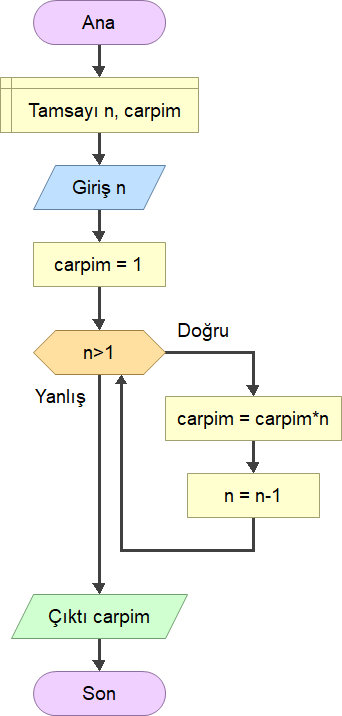 Ana
Tamsayı n, carpim
Giriş n
carpim = 1
n>1
Doğru
Yanlış
carpim = carpim*n
n = n-1
Çıktı carpim
Son